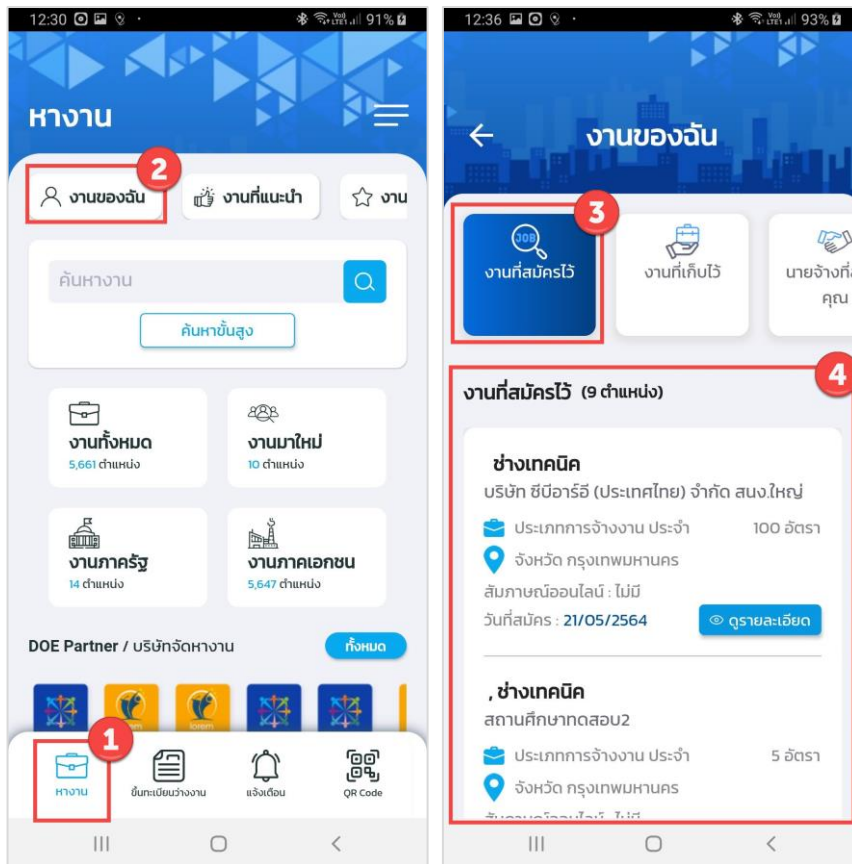 12:30
91%
หางาน
2
งานของฉัน
งานที่แนะนำ
งาน
ค้นหางาน
ค้นหาขั้นสูง
งานทั้งหมด
5,661 ตำแหน่ง
งานมาใหม่
10 ตำแหน่ง
งานภาครัฐ
14 ตำแหน่ง
งานภาคเอกชน
5,647 ตำแหน่ง
DOE Partner / บริษัทจัดหางาน
ทั้งหมด
1
หางาน
ขึ้นทะเบียนว่างงาน
แจ้งเตือน
QR Code
12:36
93%
งานของฉัน
3
JOB
งานที่สมัครไว้
งานที่เก็บไว้
นายจ้างที่
คุณ
4
งานที่สมัครไว้ (9 ตำแหน่ง)
ช่างเทคนิค
บริษัท ซีบีอาร์อี (ประเทศไทย) จำกัด สนง.ใหญ่
ประเภทการจ้างงาน ประจำ 100 อัตรา
จังหวัด กรุงเทพมหานคร
สัมภาษณ์ออนไลน์ : ไม่มี
วันที่สมัคร : 21/05/2564
ดูรายละเอียด
, ช่างเทคนิค
สถานศึกษาทดสอบ2
ประเภทการจ้างงาน ประจำ 5 อัตรา
จังหวัด กรุงเทพมหานคร